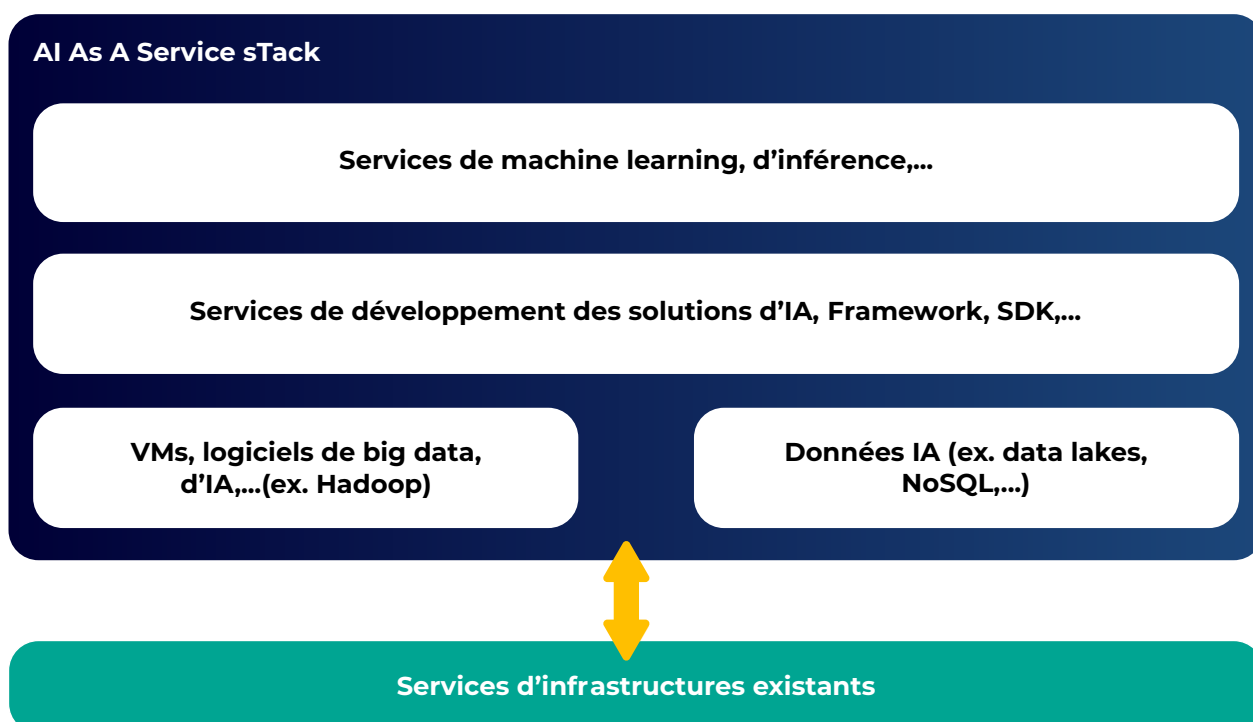 AI As A Service sTack
Services de machine learning, d’inférence,...
Services de développement des solutions d’IA, Framework, SDK,...
VMs, logiciels de big data,
d’IA,...(ex. Hadoop)
Données IA (ex. data lakes,
NoSQL,...)
Services d’infrastructures existants